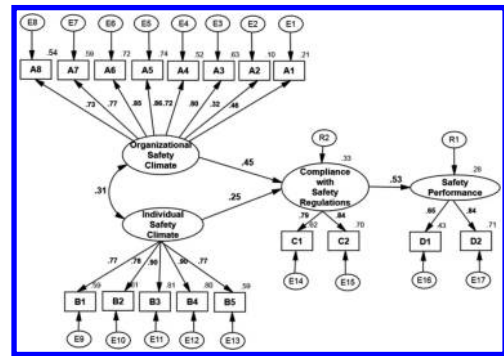 E8 E7 E6 E5 E4 E3 E2 E1
.54 .59 .72 .74 .52 .63 .10 .21
A8 A7 A6 A5 A4 A3 A2 A1
.73 .77 .85 .86 .72 .80 .32 .46
Organizational
Safety
Climate
R2
R1
.33
.45
Compliance
with
Safety
Regulations
.53
.28
Safety
Performance
.31
.25
Individual
Safety
Climate
.79 .84
.62 .70
C1 C2
E14 E15
.65 .84
.43 .71
D1 D2
E16 E17
.77 .78 .90 .90 .77
.59 .81 .80 .59
B1 B2 B3 B4 B5
E9 E10 E11 E12 E13